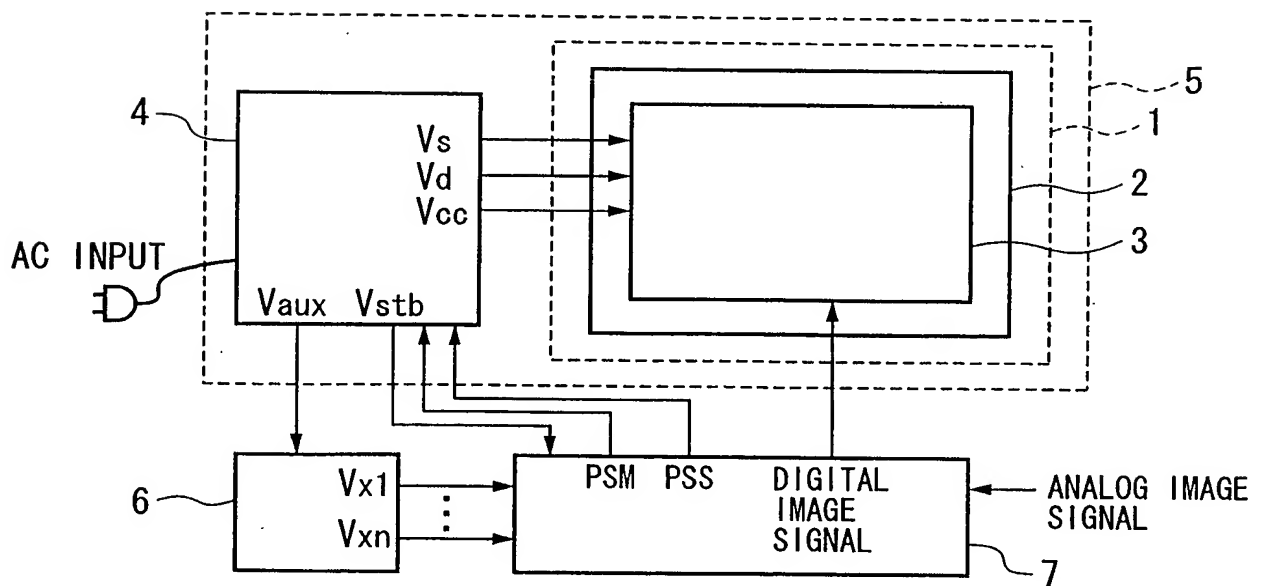 5
4
1
Vs
Vd
2
Vcc
3
AC INPUT
Vaux Vstb
PSM PSS DIGITAL
IMAGE
SIGNAL
ANALOG IMAGE
SIGNAL
6
Vx1
Vxn
7